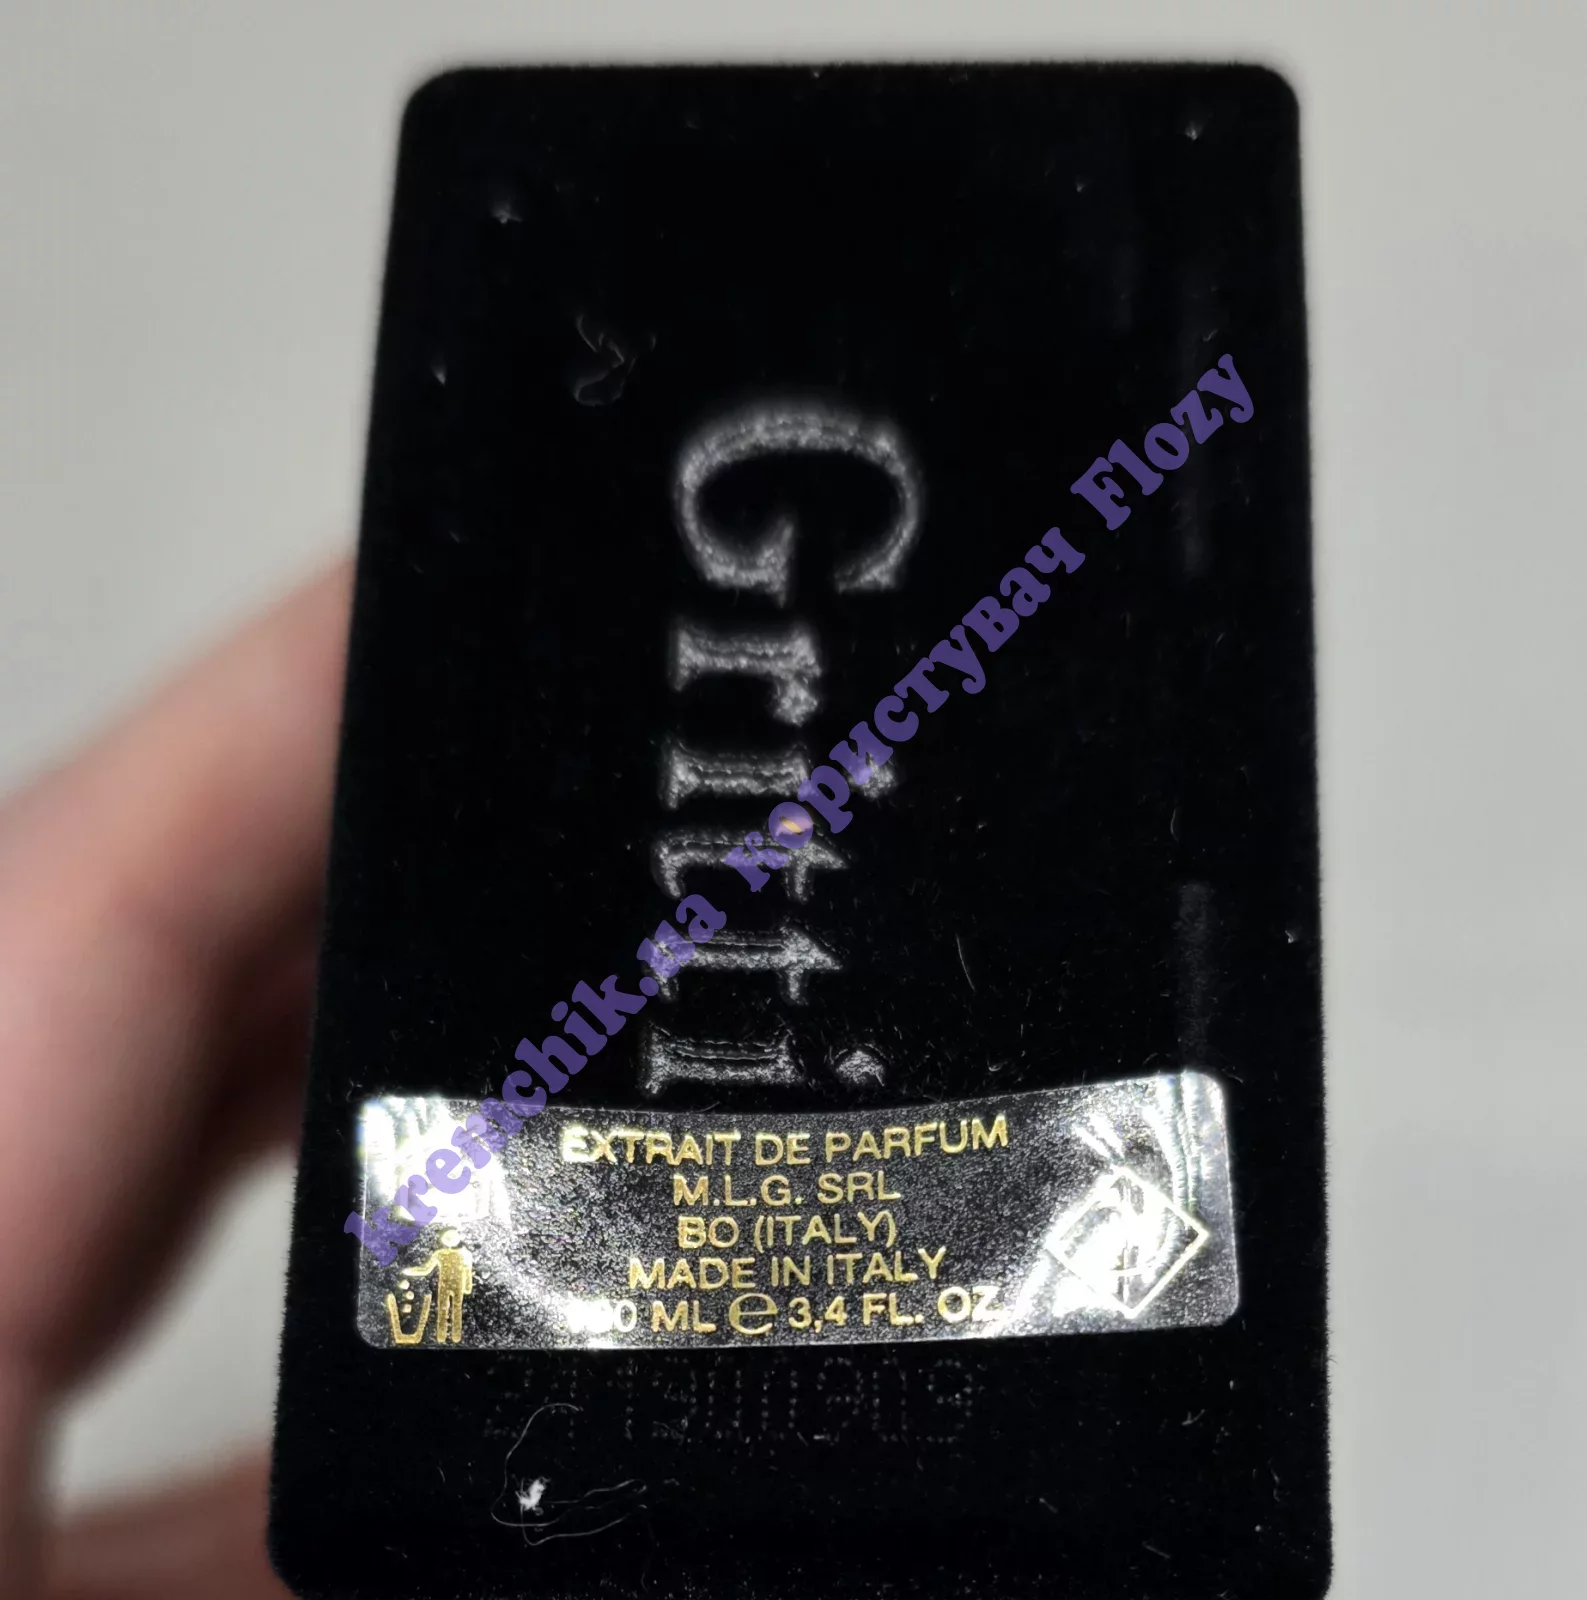 Gritti
kremchik.ua користувач Flozy
EXTRAIT DE PARFUM
M.L.G. SRL
BO (ITALY)
MADE IN ITALY
100 ML e 3,4 FL. OZ.